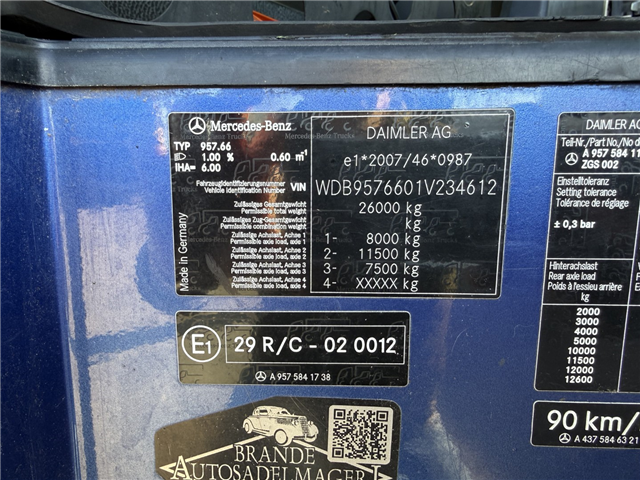 Mercedes-Benz
DAIMLER AG
TYP 957.66
1.00 % 0.60 m¹
IHA= 6.00
e1*2007/46*0987
Fahrzeugidentifizierungsnummer
Vehicle Identification Number VIN
WDB9576601V234612
Zulässiges Gesamtgewicht
Permissible total weight
26000 kg
Zulässiges Zug-Gesamtgewicht
Permissible combination weight
kg
Zulässige Achslast, Achse 1
Permissible axle load, axle 1
1- 8000 kg
Zulässige Achslast, Achse 2
Permissible axle load, axle 2
2- 11500 kg
Zulässige Achslast, Achse 3
Permissible axle load, axle 3
3- 7500 kg
Zulässige Achslast, Achse 4
Permissible axle load, axle 4
4- XXXXX kg
Made in Germany
E1
29 R/C - 02 0012
A 957 584 17 38
BRANDE
AUTOSADELMAGERI
DAIMLER AG
Teil-Nr./Part No./No d
A 957 584 11
ZGS 002
Einstelltoleranz
Setting tolerance
Tolérance de réglage
± 0,3 bar
Hinterachslast
Rear axle load
Poids à l'essieu arrière
kg
2000
3000
4000
5000
10000
11500
12000
12600
90 km/
A 437 584 63 21